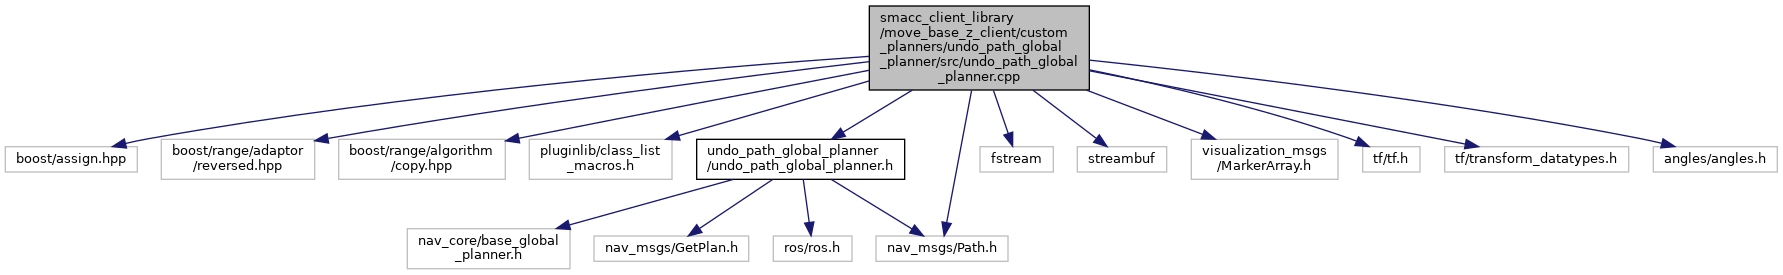 smacc_client_library
/move_base_z_client/custom
_planners/undo_path_global
_planner/src/undo_path_global
_planner.cpp
boost/assign.hpp
boost/range/adaptor
/reversed.hpp
boost/range/algorithm
/copy.hpp
pluginlib/class_list
_macros.h
undo_path_global_planner
/undo_path_global_planner.h
fstream
streambuf
visualization_msgs
/MarkerArray.h
tf/tf.h
tf/transform_datatypes.h
angles/angles.h
nav_core/base_global
_planner.h
nav_msgs/GetPlan.h
ros/ros.h
nav_msgs/Path.h